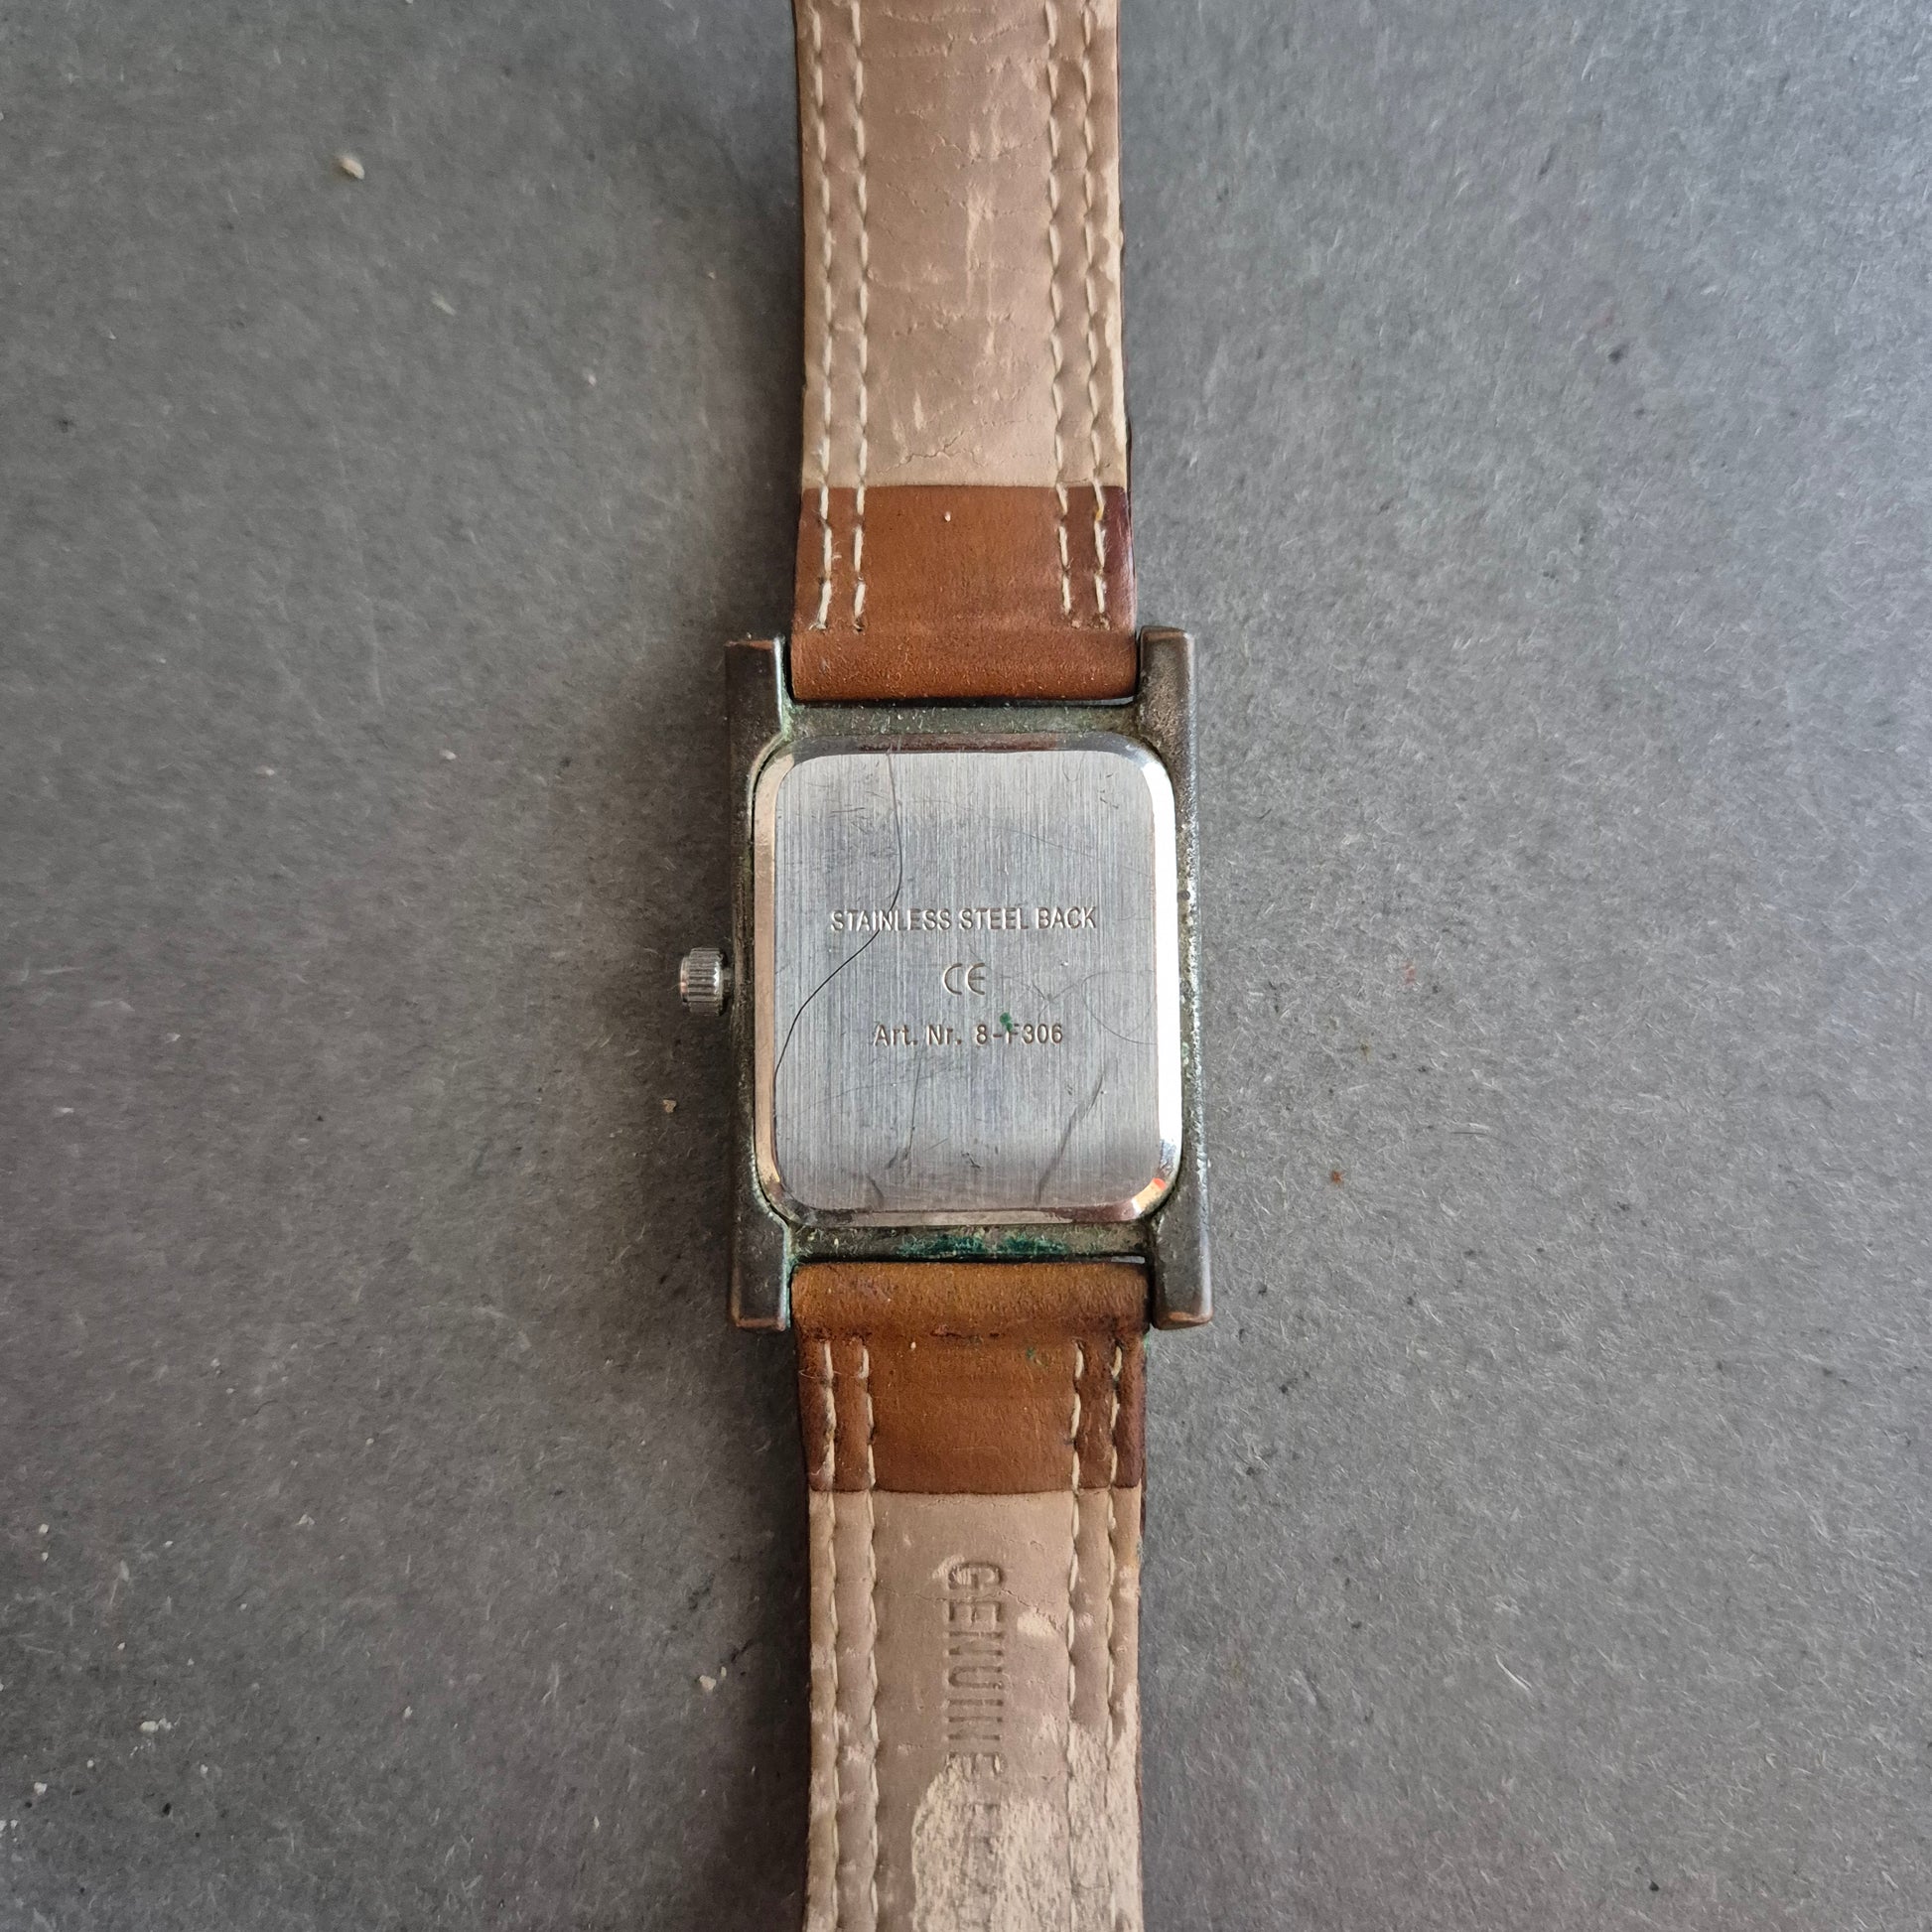 STAINLESS STEEL BACK
CE
Art. Nr. 8-F306
GENUINE